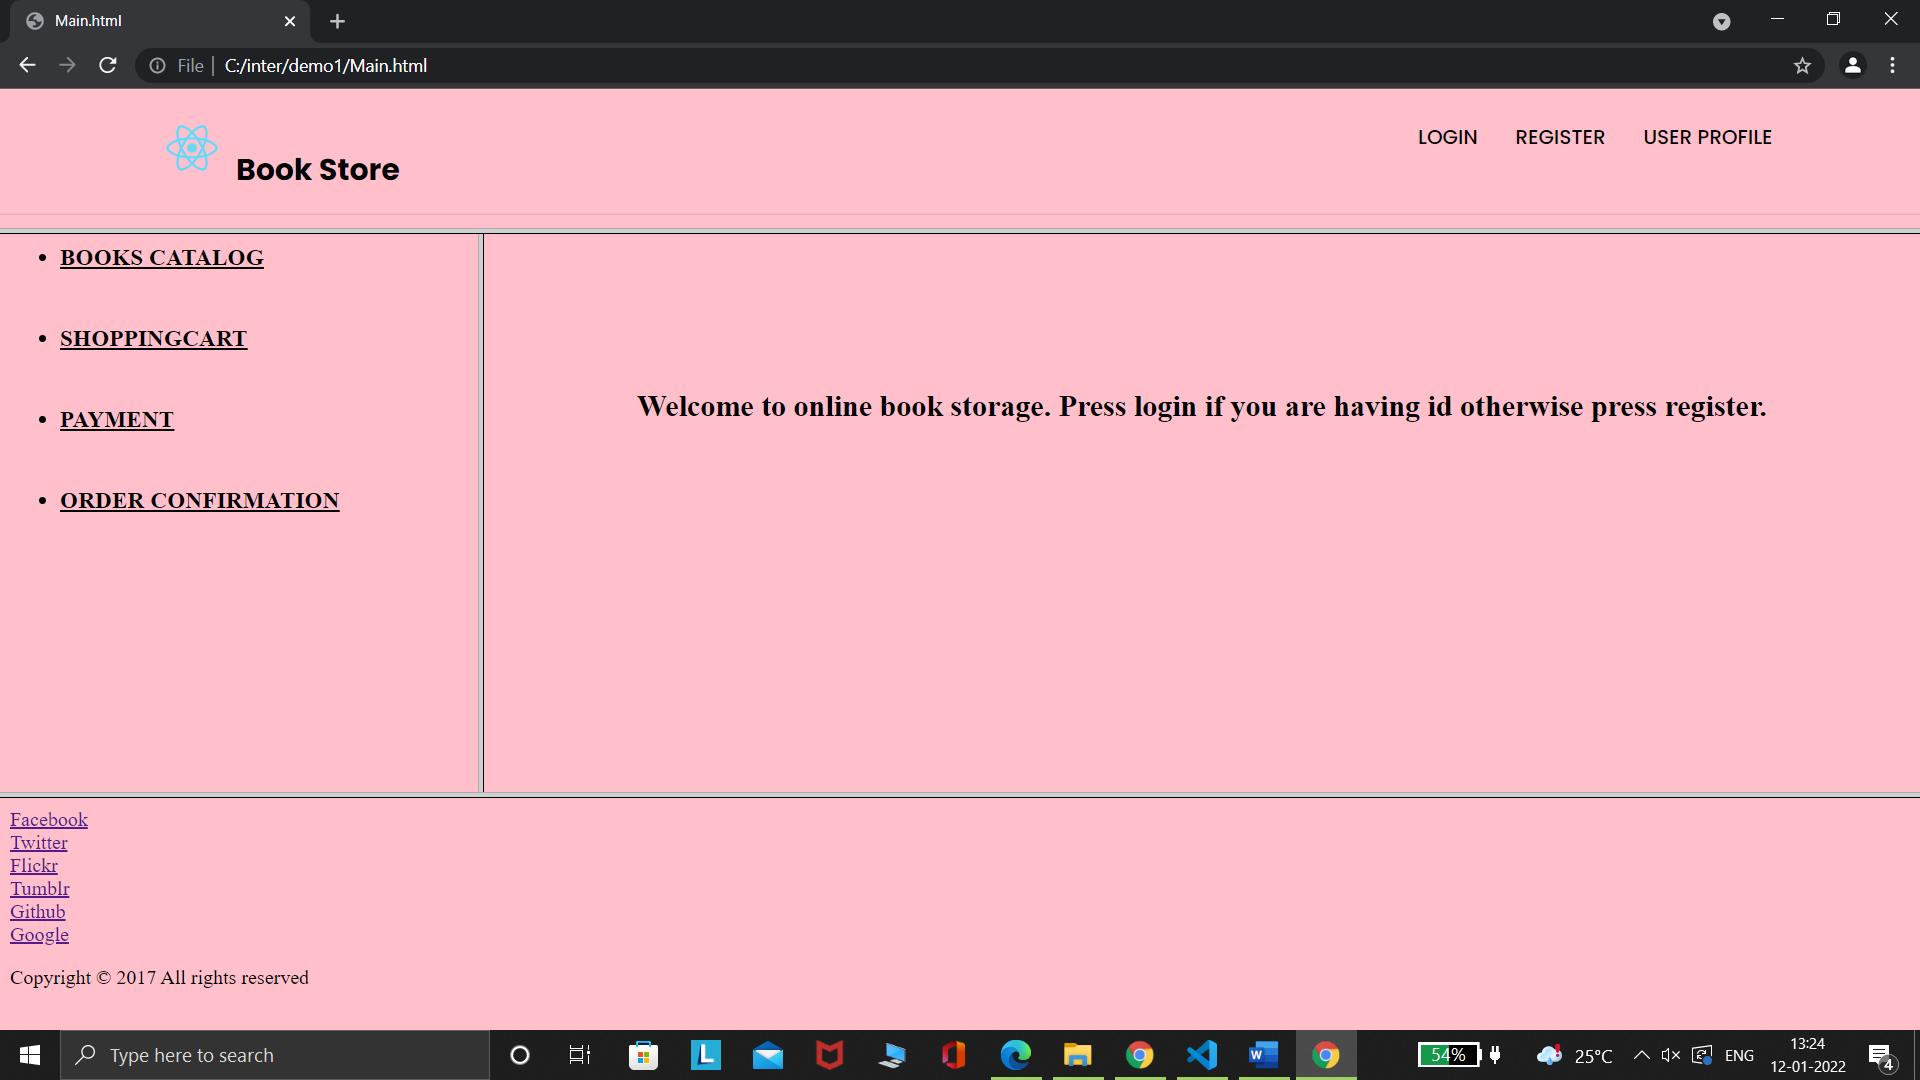 Main.html
File
C:/inter/demo1/Main.html
Book Store
LOGIN
REGISTER
USER PROFILE
BOOKS CATALOG
SHOPPINGCART
PAYMENT
ORDER CONFIRMATION
Welcome to online book storage. Press login if you are having id otherwise press register.
Facebook
Twitter
Flickr
Tumblr
Github
Google
Copyright © 2017 All rights reserved
Type here to search
L
W
54%
25°C
ENG
13:24
12-01-2022
4